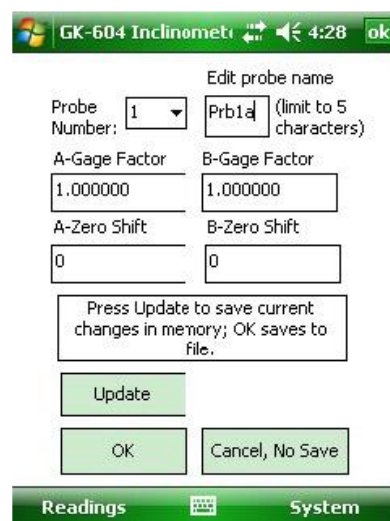 GK-604 Inclinomet 4:28 ok
Edit probe name
Probe Number: 1 Prb1a (limit to 5 characters)
A-Gage Factor B-Gage Factor
1.000000 1.000000
A-Zero Shift B-Zero Shift
0 0
Press Update to save current
changes in memory; OK saves to
file.
Update
OK Cancel, No Save
Readings System